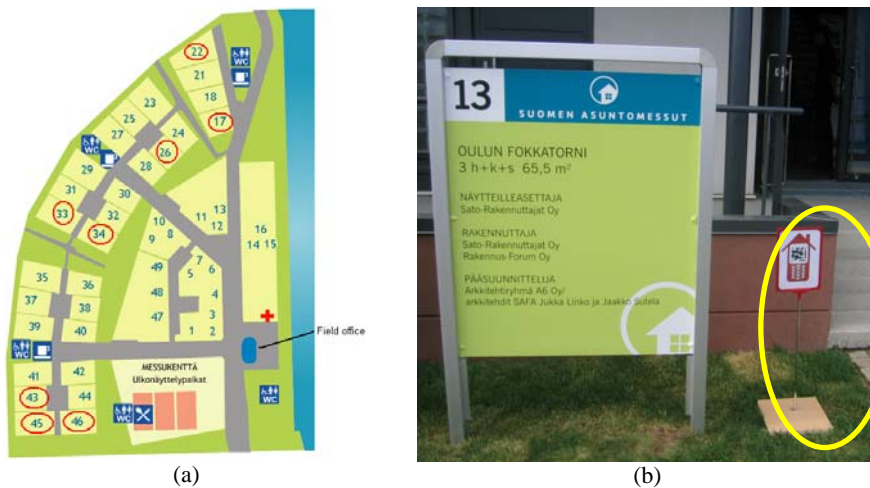 22
WC
21
18
17
23
25
27
24
26
28
WC
29
31
33
30
32
34
10
9
8
11
13
12
16
14
15
7
5
6
49
48
47
4
3
1
2
35
37
39
36
38
40
Field office
WC
41
43
45
42
44
46
MESSUKENTTÄ
Ulkonäyttelypaikat
WC
WC
(a)
13
SUOMEN ASUNTOMESSUT
OULUN FOKKATORNI
3 h+k+s 65,5 m²
NÄYTTEILLEASETTAJA
Sato-Rakennuttajat Oy
RAKENNUTTAJA
Sato-Rakennuttajat Oy
Rakennus-Forum Oy
PÄÄSUUNNITTELIJA
Arkkitehtiryhmä A6 Oy/
arkkitehdit SAFA Jukka Linko ja Jaakko Sutela
(b)